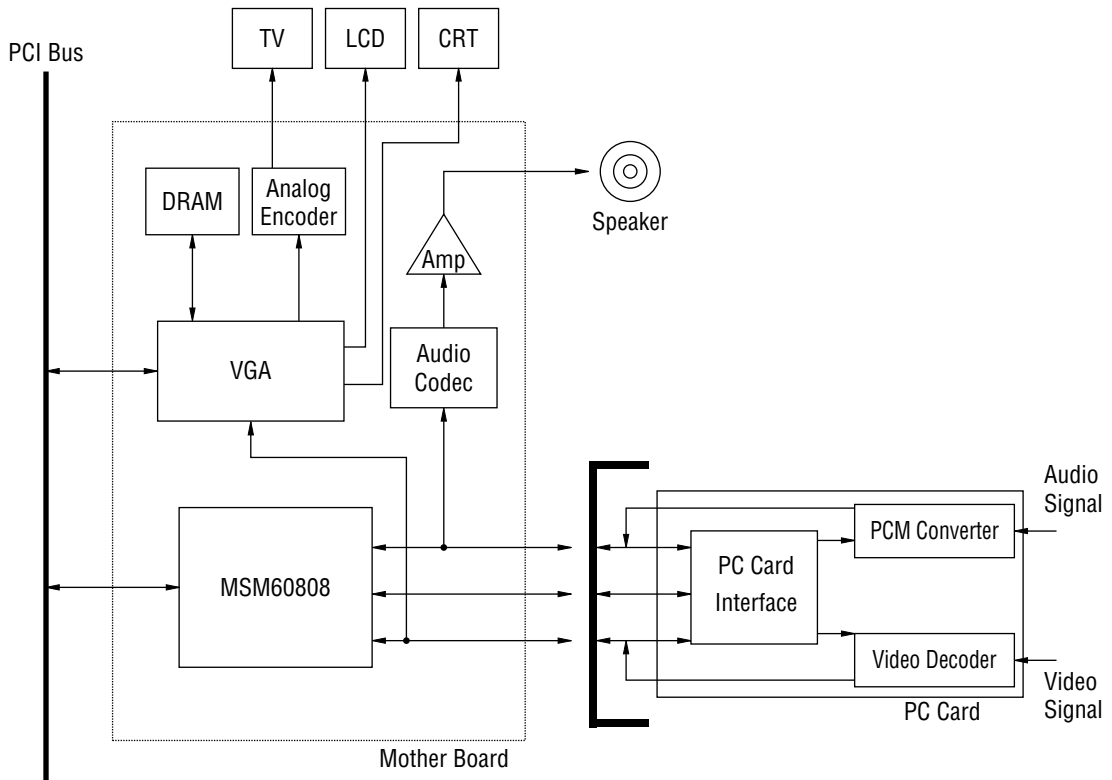 PCI Bus
TV
LCD
CRT
DRAM
Analog
Encoder
Speaker
Amp
VGA
Audio
Codec
MSM60808
Mother Board
Audio
Signal
PCM Converter
PC Card
Interface
Video Decoder
Video
Signal
PC Card